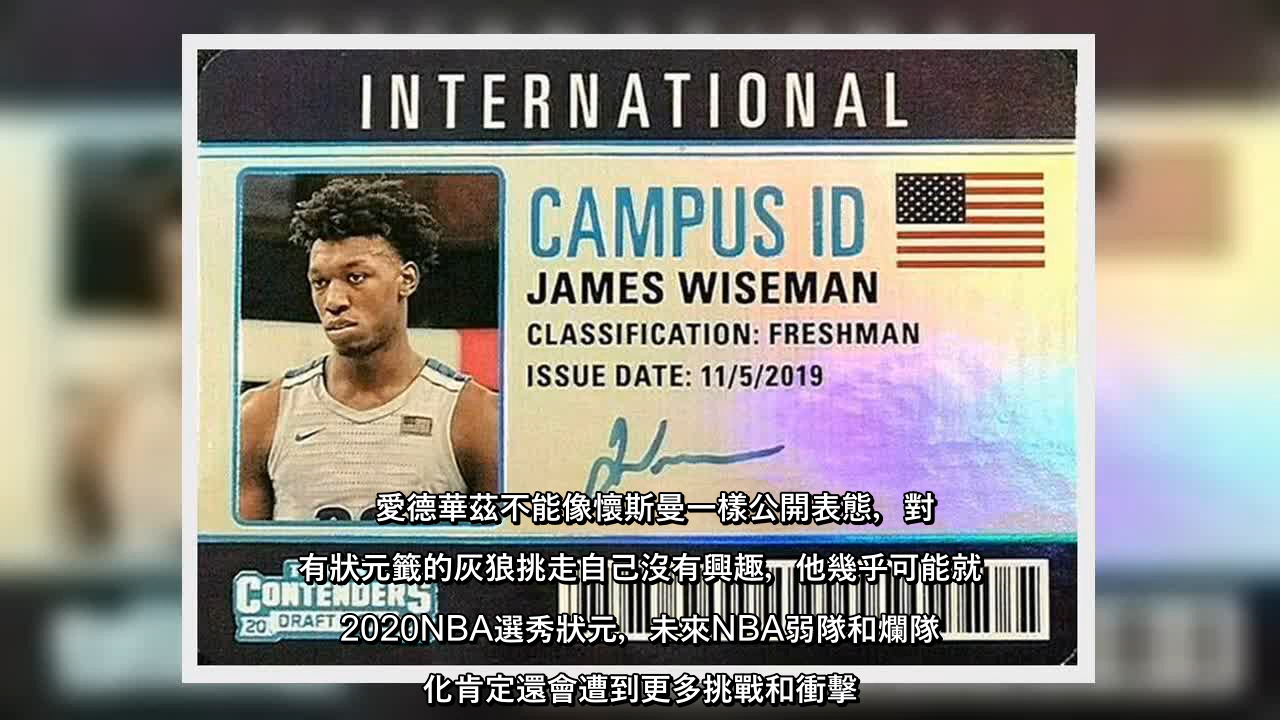 INTERNATIONAL
CAMPUS ID
JAMES WISEMAN
CLASSIFICATION: FRESHMAN
ISSUE DATE: 11/5/2019
愛德華茲不能像懷斯曼一樣公開表態，對
有狀元籤的灰狼挑走自己沒有興趣，他幾乎可能就
CONTENDERS
20 DRAFT
2020NBA選秀狀元，未來NBA弱隊和爛隊
化肯定還會遭到更多挑戰和衝擊